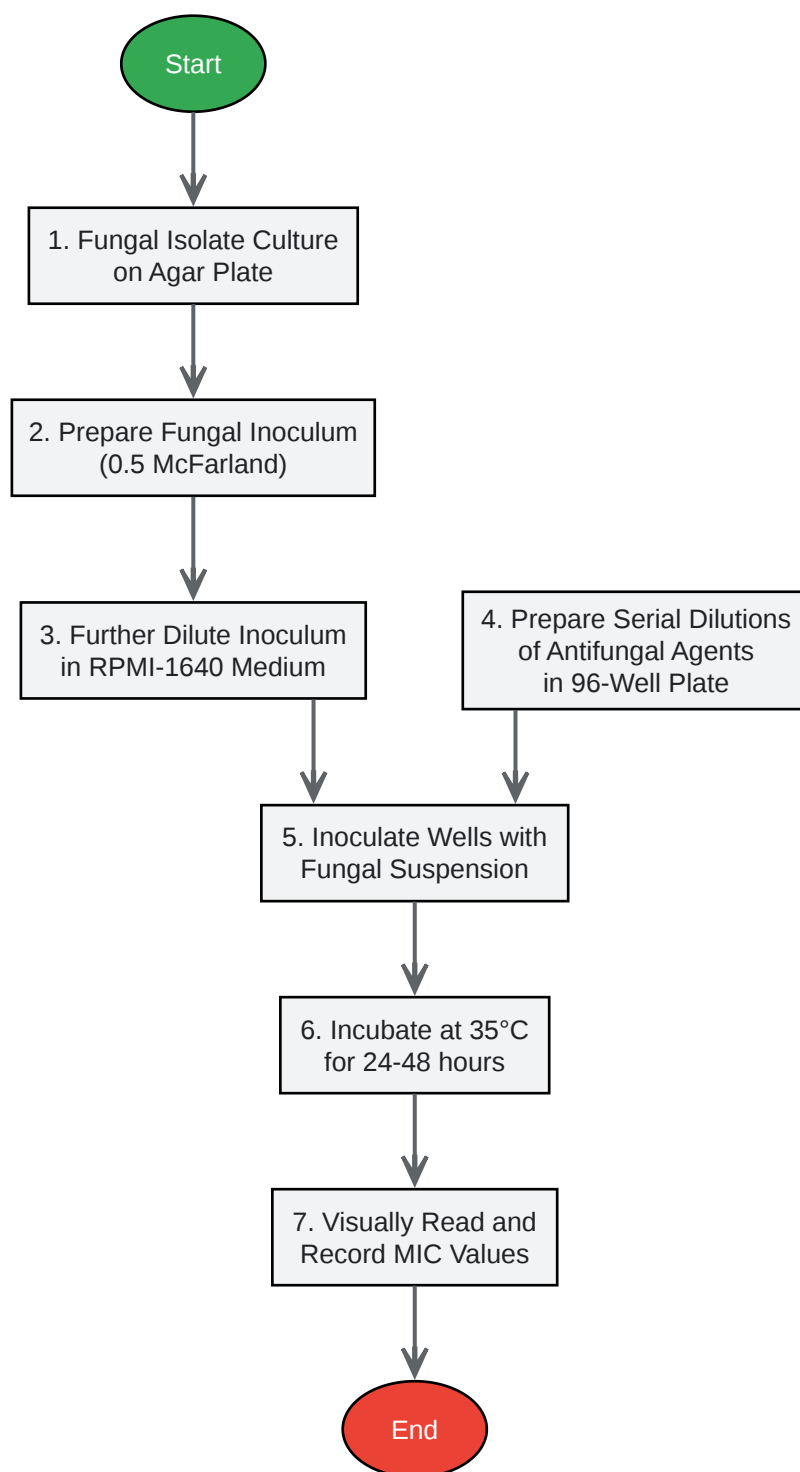 Start
1. Fungal Isolate Culture
on Agar Plate
2. Prepare Fungal Inoculum
(0.5 McFarland)
3. Further Dilute Inoculum
in RPMI-1640 Medium
4. Prepare Serial Dilutions
of Antifungal Agents
in 96-Well Plate
5. Inoculate Wells with
Fungal Suspension
6. Incubate at 35°C
for 24-48 hours
7. Visually Read and
Record MIC Values
End